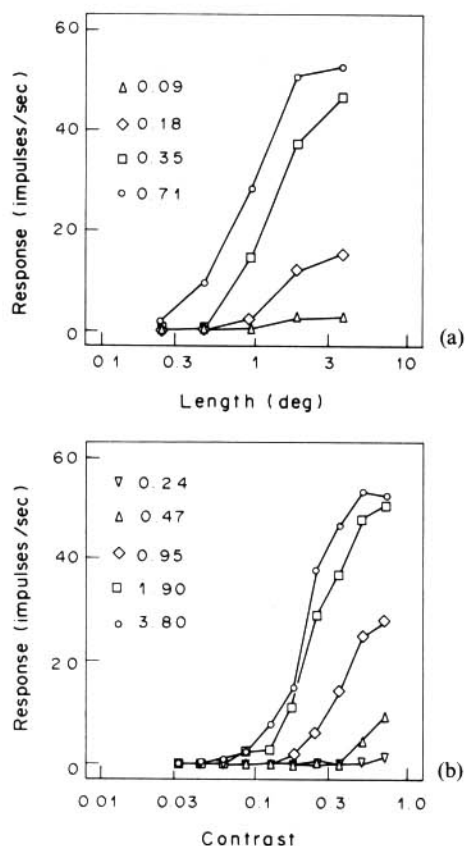 60
△ 0.09
◇ 0.18
□ 0.35
○ 0.71
40
20
0
Response (impulses/sec)
0.1 0.3 1 3 10
Length (deg)
(a)
60
▽ 0.24
△ 0.47
◇ 0.95
□ 1.90
○ 3.80
40
20
0
Response (impulses/sec)
0.01 0.03 0.1 0.3 1.0
Contrast
(b)